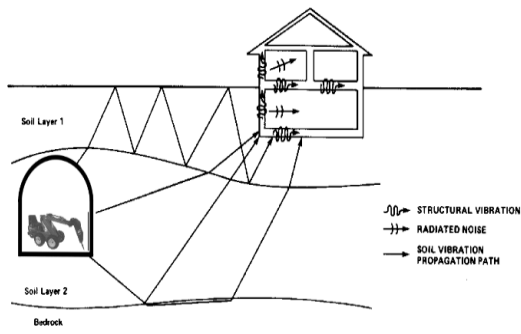 Soil Layer 1
STRUCTURAL VIBRATION
RADIATED NOISE
SOIL VIBRATION
PROPAGATION PATH
Soil Layer 2
Bedrock